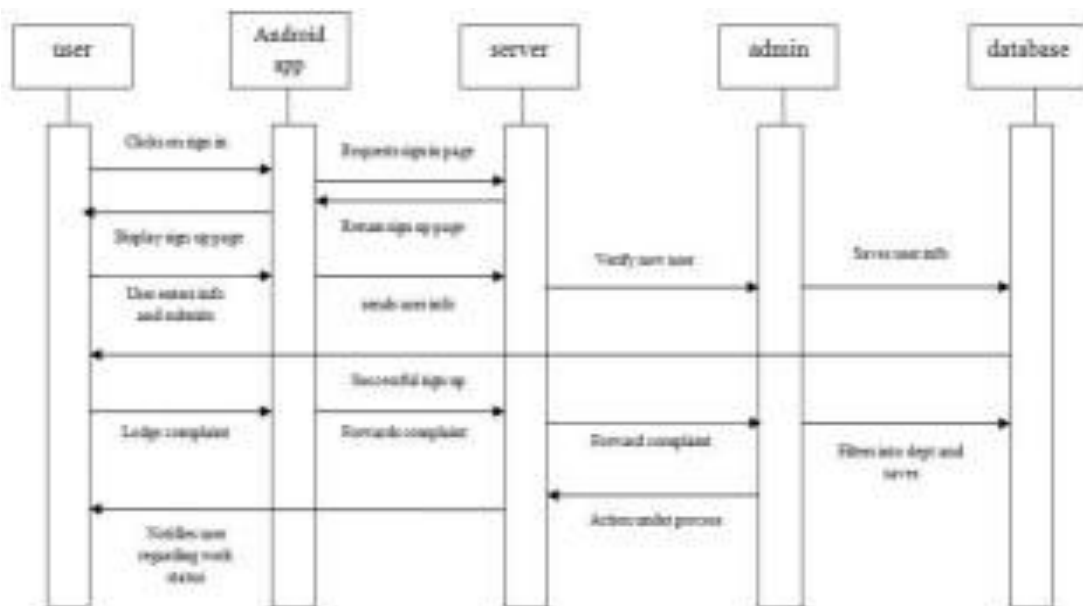 user
Android
app
server
admin
database
Clicks on sign in
Requests sign in page
Return sign up page
Display sign up page
Verify new user
Saves user info
User enters info
and submits
sends user info
Successful sign up
Lodge complaint
Forwards complaint
Forward complaint
Filters into dept and
saves
Action under process
Notifies user
regarding work
status